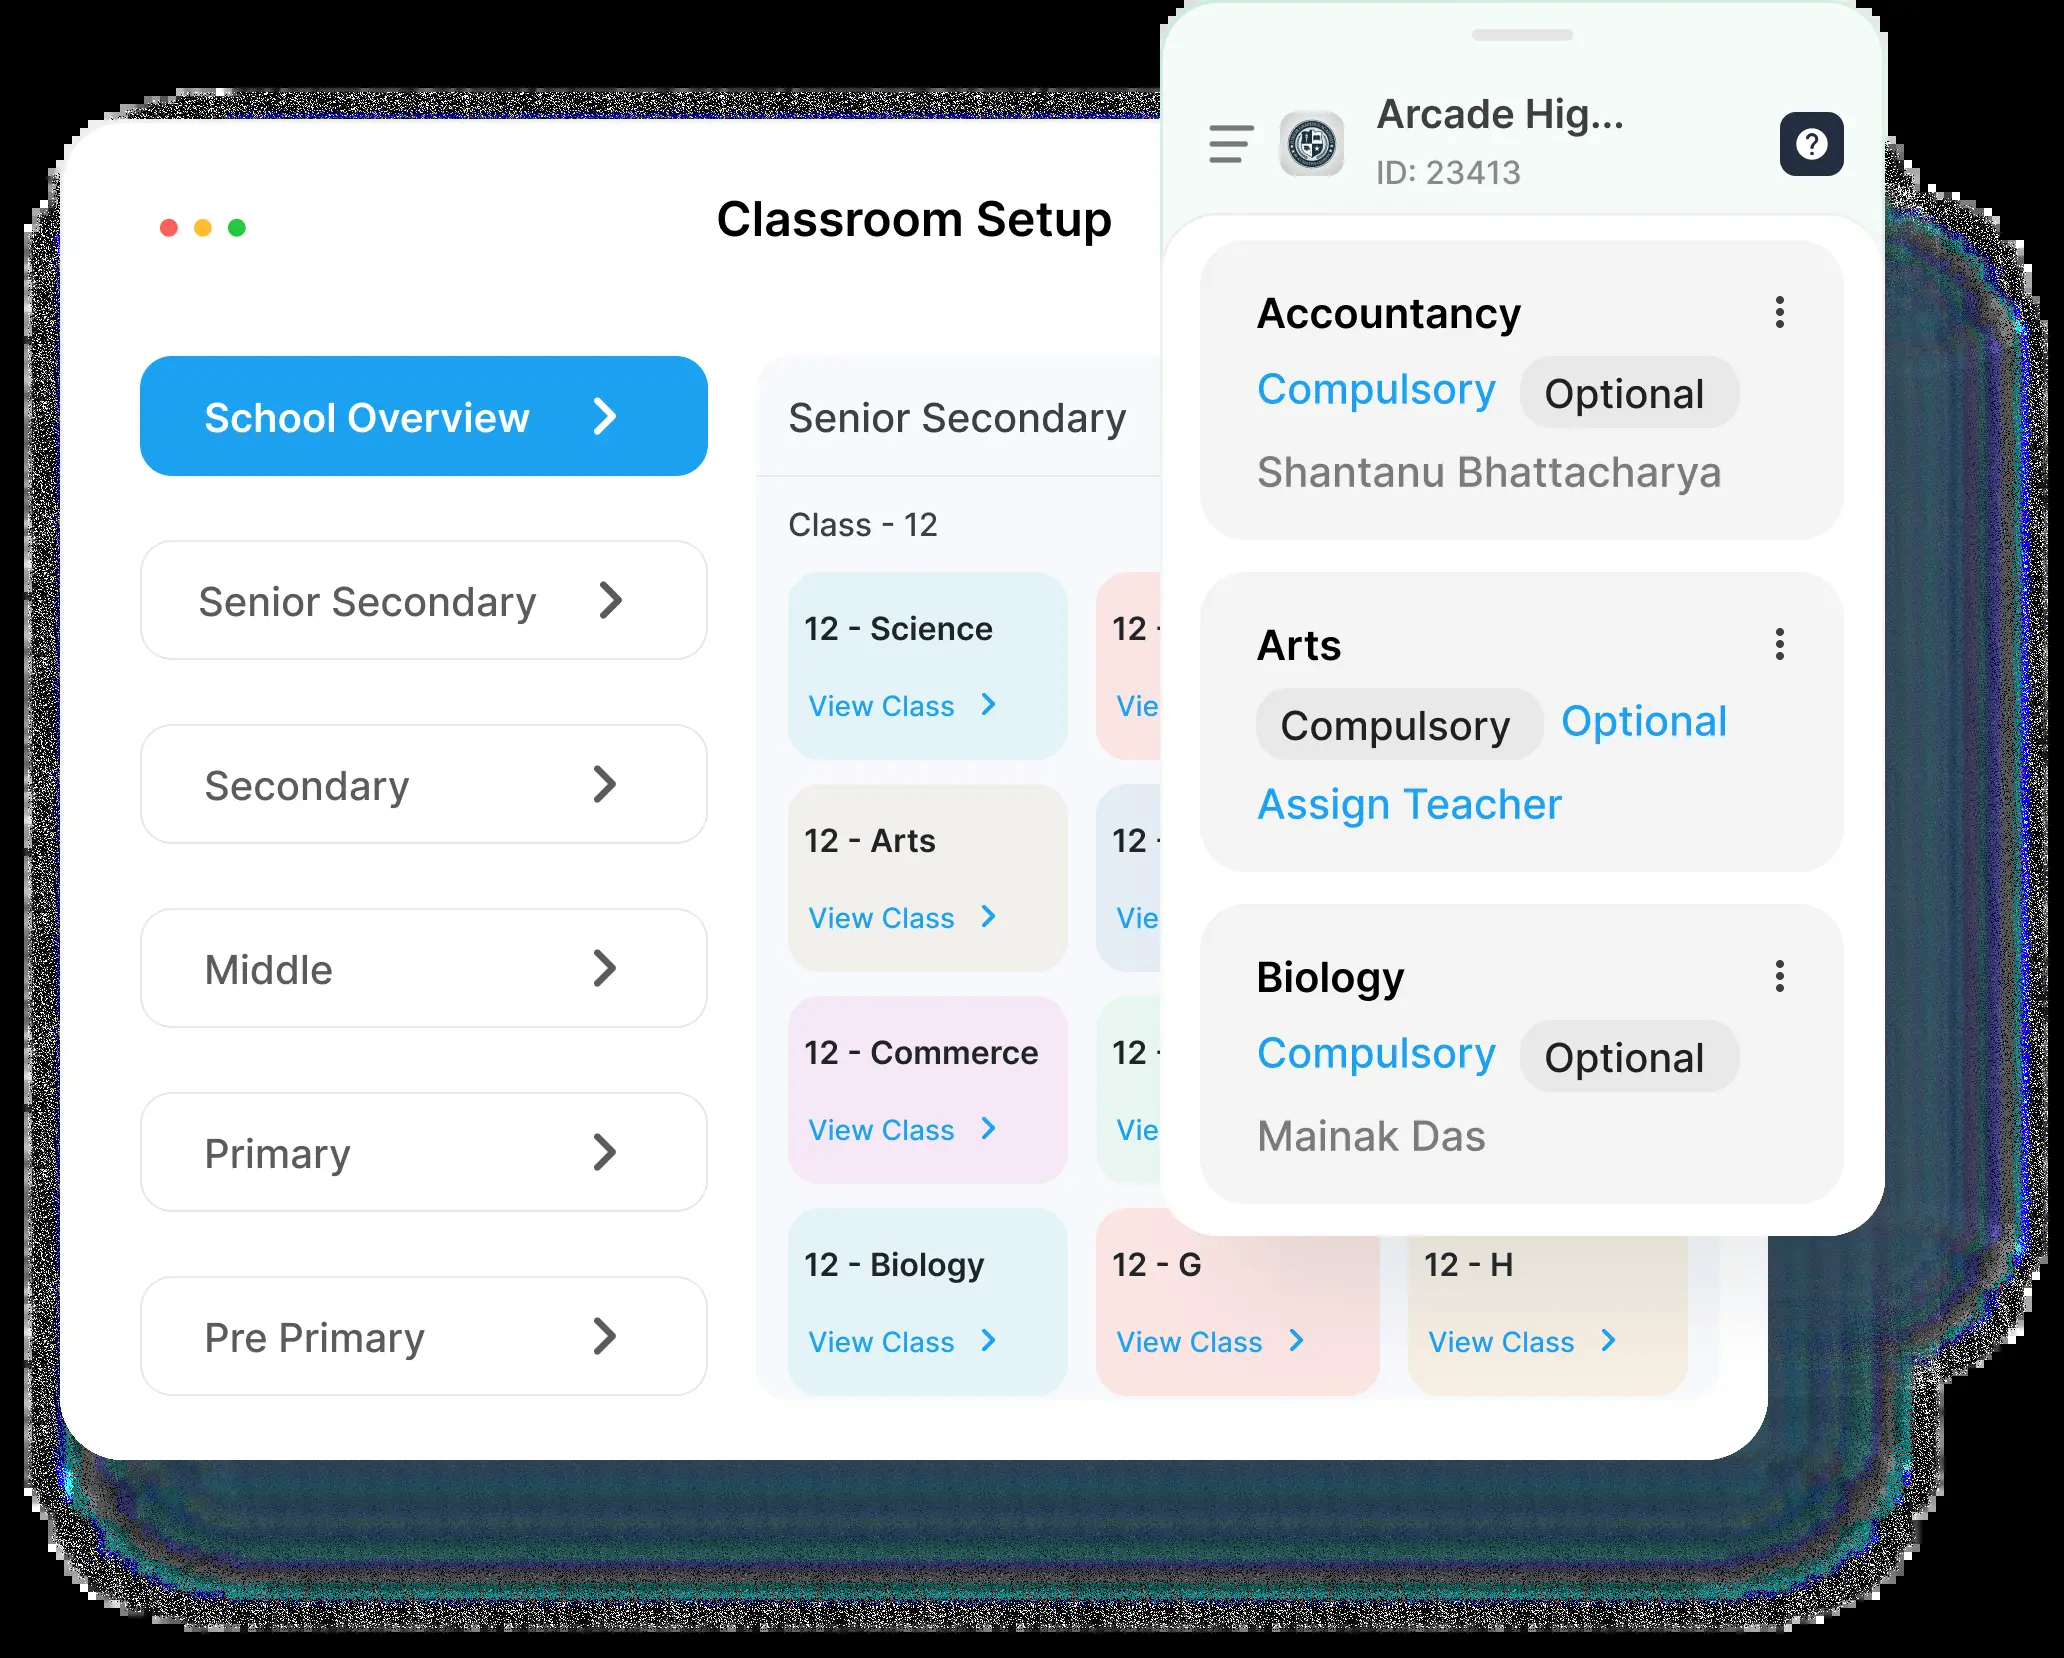 Classroom Setup
School Overview
Senior Secondary
Secondary
Middle
Primary
Pre Primary
Senior Secondary
Class - 12
12 - Science
View Class
12 -
Vie
12 - Arts
View Class
12 -
Vie
12 - Commerce
View Class
12 -
Vie
12 - Biology
View Class
12 - G
View Class
12 - H
View Class
Arcade Hig...
ID: 23413
Accountancy
Compulsory Optional
Shantanu Bhattacharya
Arts
Compulsory Optional
Assign Teacher
Biology
Compulsory Optional
Mainak Das